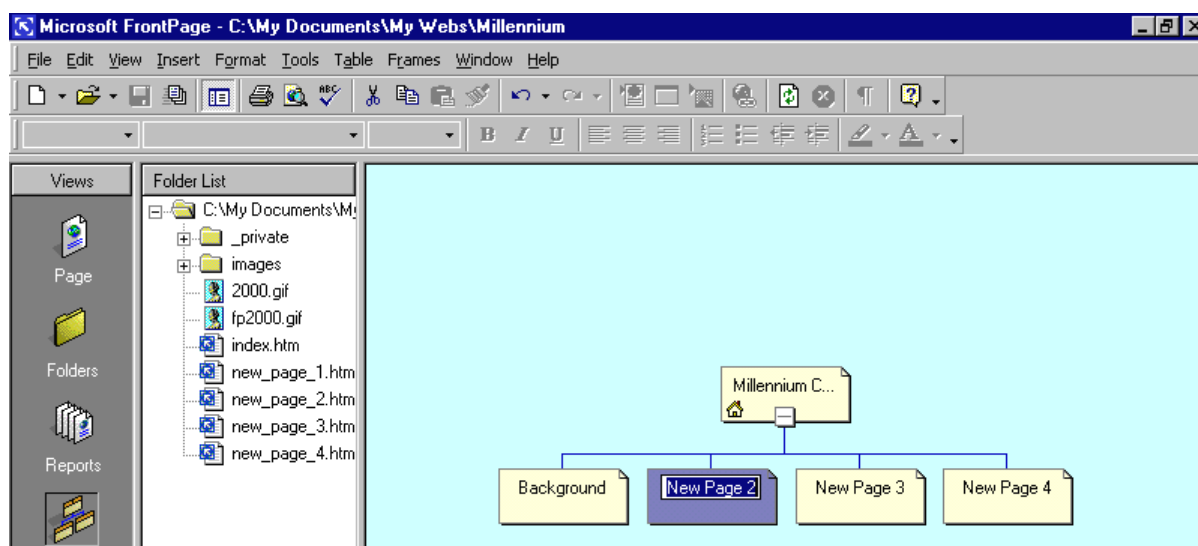 Microsoft FrontPage - C:\My Documents\My Webs\Millennium
File Edit View Insert Format Tools Table Frames Window Help
ABC
B I U A
Views
Page
Folders
Reports
Folder List
C:\My Documents\My
_private
images
2000.gif
fp2000.gif
index.htm
new_page_1.htm
new_page_2.htm
new_page_3.htm
new_page_4.htm
Millennium C...
Background New Page 2 New Page 3 New Page 4